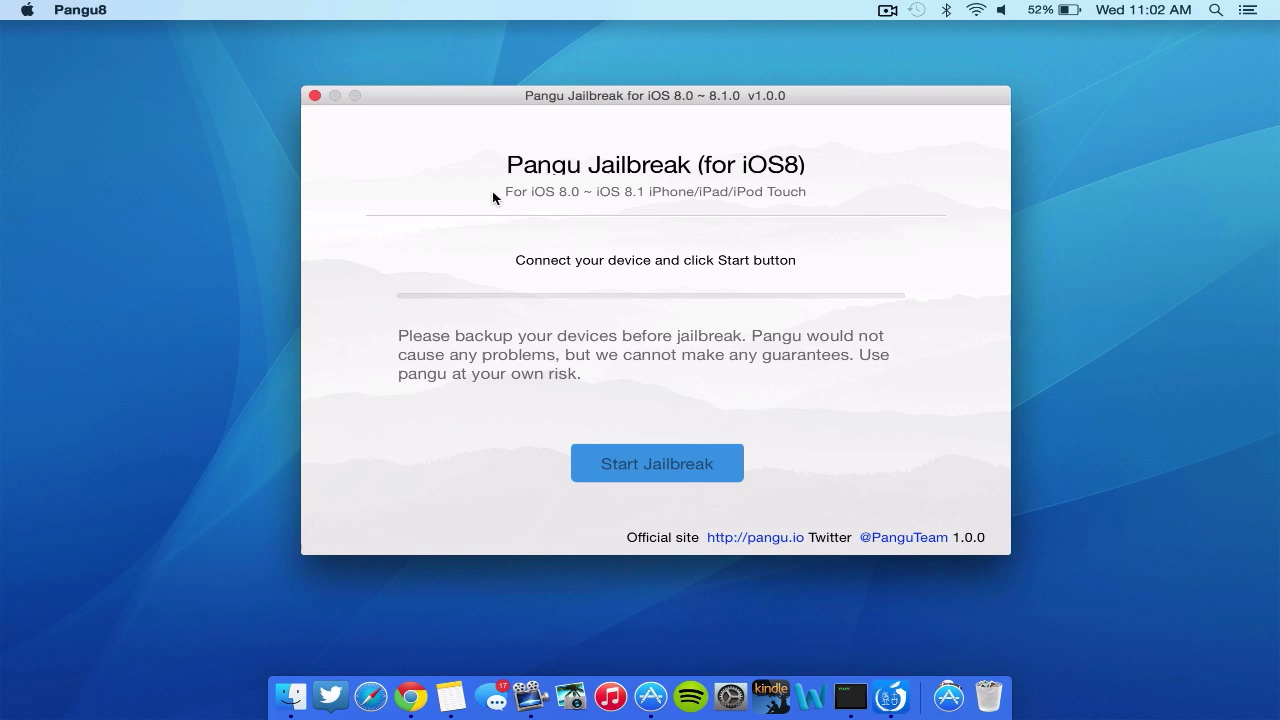 Pangu8
52%
Wed 11:02 AM
Pangu Jailbreak for iOS 8.0 ~ 8.1.0 v1.0.0
Pangu Jailbreak (for iOS8)
For iOS 8.0 ~ iOS 8.1 iPhone/iPad/iPod Touch
Connect your device and click Start button
Please backup your devices before jailbreak. Pangu would not
cause any problems, but we cannot make any guarantees. Use
pangu at your own risk.
Start Jailbreak
Official site http://pangu.io Twitter @PanguTeam 1.0.0
17
kindle